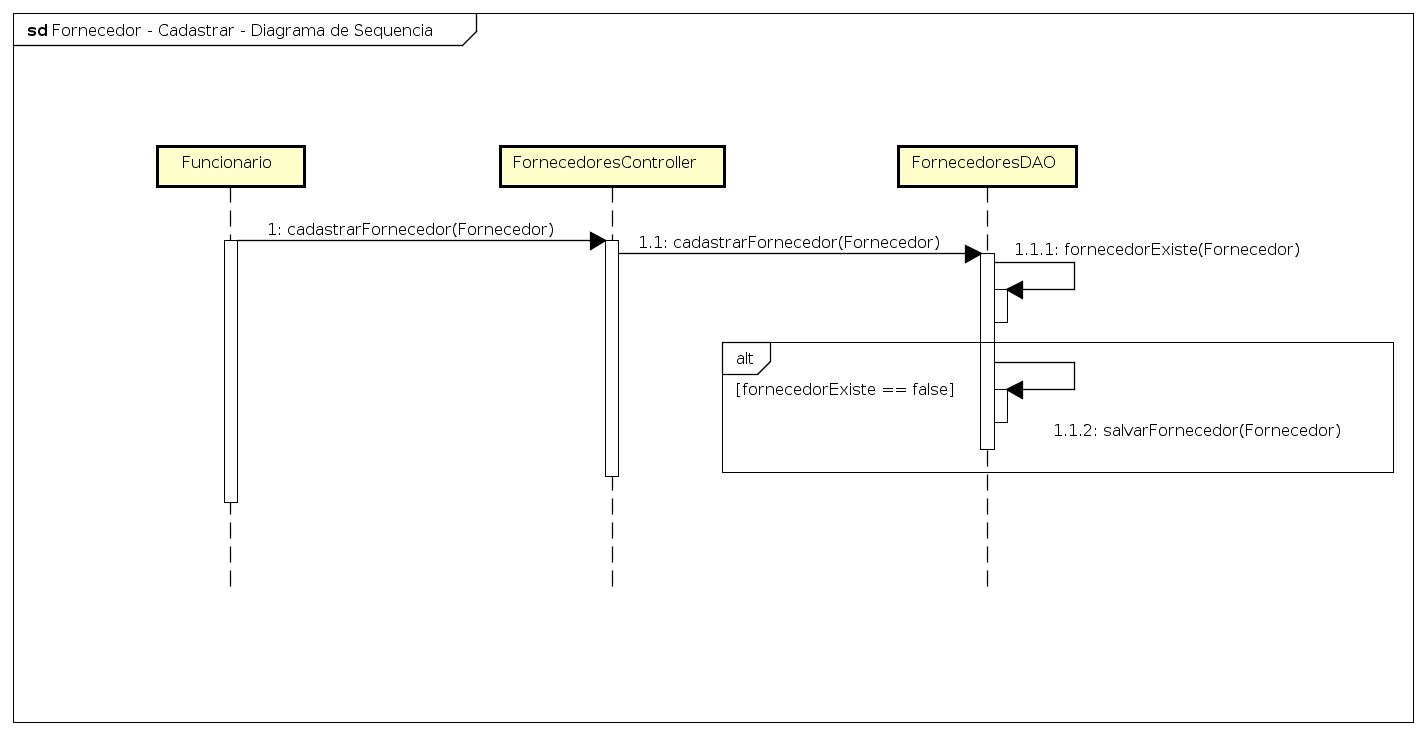 sd Fornecedor - Cadastrar - Diagrama de Sequencia
Funcionario
FornecedoresController
FornecedoresDAO
1: cadastrarFornecedor(Fornecedor)
1.1: cadastrarFornecedor(Fornecedor)
1.1.1: fornecedorExiste(Fornecedor)
alt
[fornecedorExiste == false]
1.1.2: salvarFornecedor(Fornecedor)